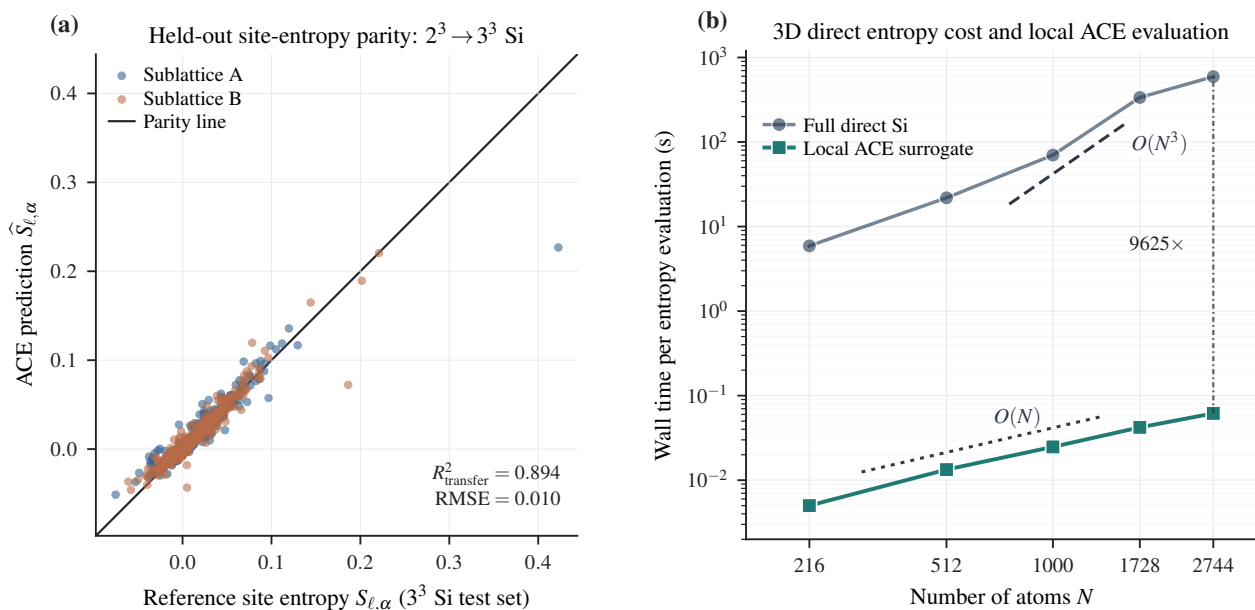 (a)
Held-out site-entropy parity: 2³→3³ Si
Sublattice A
Sublattice B
Parity line
0.4
0.3
0.2
0.1
0.0
ACE prediction Ŝ_{ℓ,α}
R²_{transfer} = 0.894
RMSE = 0.010
0.0 0.1 0.2 0.3 0.4
Reference site entropy S_{ℓ,α} (3³ Si test set)
(b)
3D direct entropy cost and local ACE evaluation
Full direct Si
Local ACE surrogate
O(N³)
9625×
O(N)
10³
10²
10¹
10⁰
10⁻¹
10⁻²
Wall time per entropy evaluation (s)
216 512 1000 1728 2744
Number of atoms N